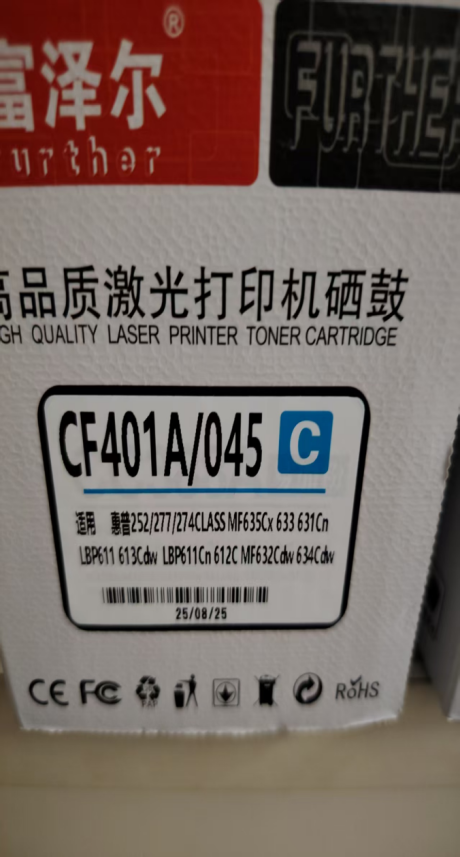 富泽尔®
urther
FURTHER
高品质激光打印机硒鼓
GH QUALITY LASER PRINTER TONER CARTRIDGE
CF401A/045 C
适用 惠普252/277/274CLASS MF635Cx 633 631Cn
LBP611 613Cdw LBP611Cn 612C MF632Cdw 634Cdw
25/08/25
CE FC RoHS